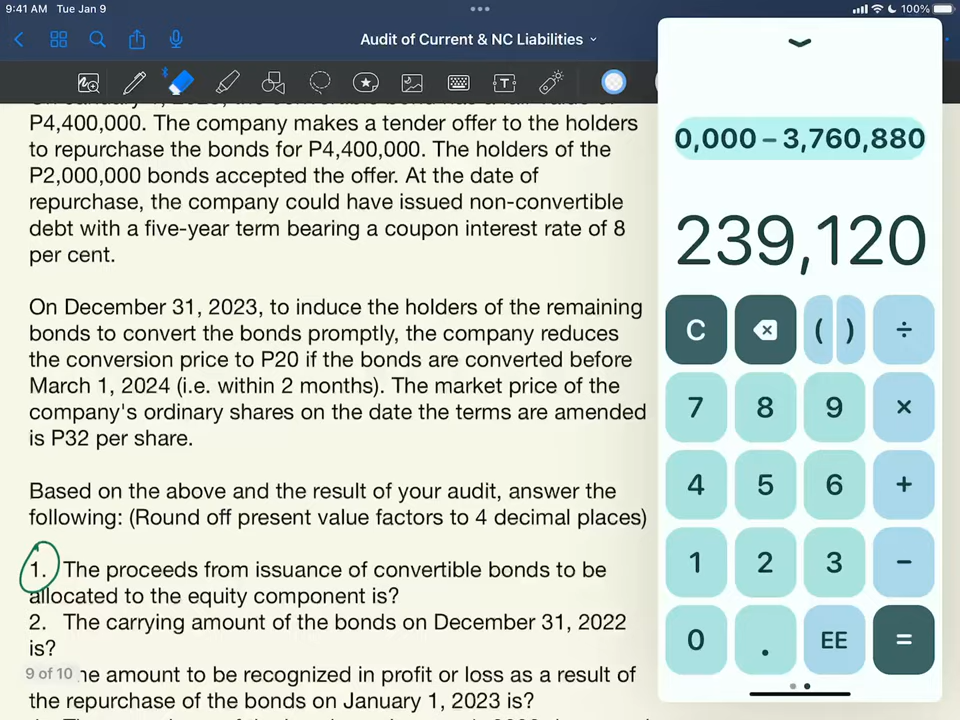 9:41 AM Tue Jan 9
100%
Audit of Current & NC Liabilities
P4,400,000. The company makes a tender offer to the holders
to repurchase the bonds for P4,400,000. The holders of the
P2,000,000 bonds accepted the offer. At the date of
repurchase, the company could have issued non-convertible
debt with a five-year term bearing a coupon interest rate of 8
per cent.
On December 31, 2023, to induce the holders of the remaining
bonds to convert the bonds promptly, the company reduces
the conversion price to P20 if the bonds are converted before
March 1, 2024 (i.e. within 2 months). The market price of the
company's ordinary shares on the date the terms are amended
is P32 per share.
Based on the above and the result of your audit, answer the
following: (Round off present value factors to 4 decimal places)
1. The proceeds from issuance of convertible bonds to be
allocated to the equity component is?
2. The carrying amount of the bonds on December 31, 2022
is?
9 of 10
he amount to be recognized in profit or loss as a result of
the repurchase of the bonds on January 1, 2023 is?
0,000 − 3,760,880
239,120
C ( ) ÷
7 8 9 ×
4 5 6 +
1 2 3 −
0 . EE =